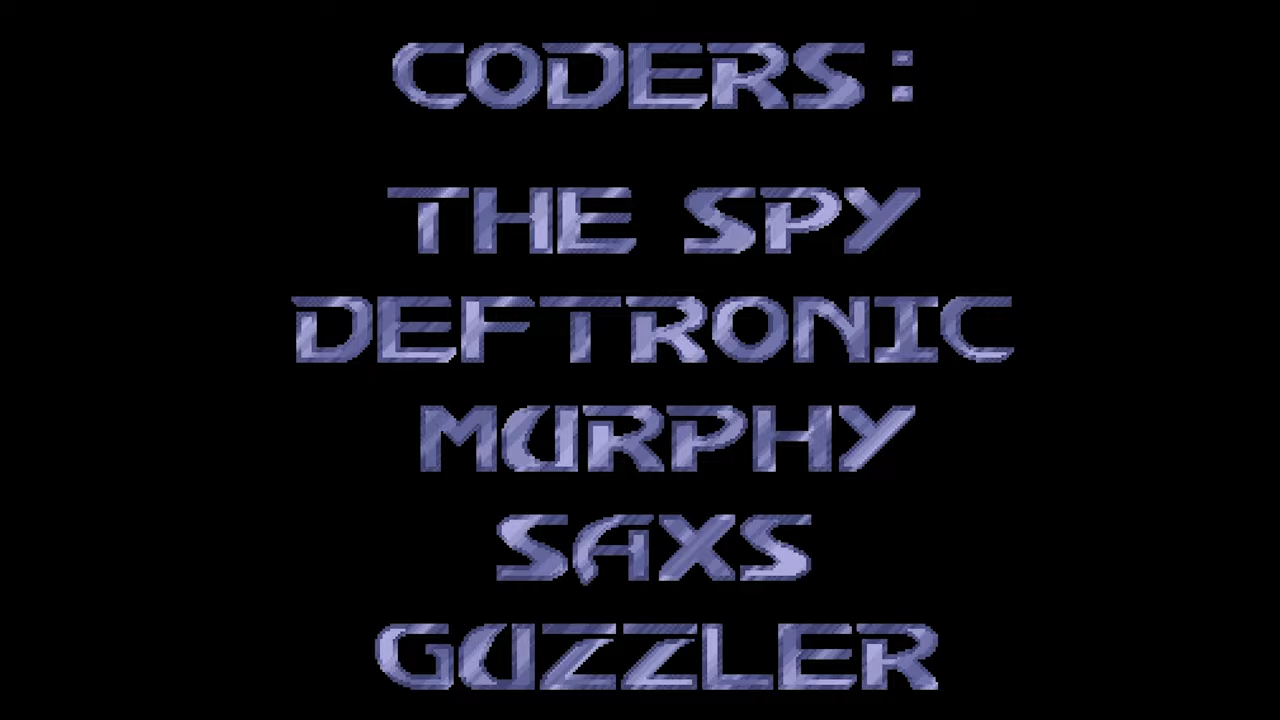 CODERS :
THE SPY
DEFTRONIC
MURPHY
SAXS
GUZZLER